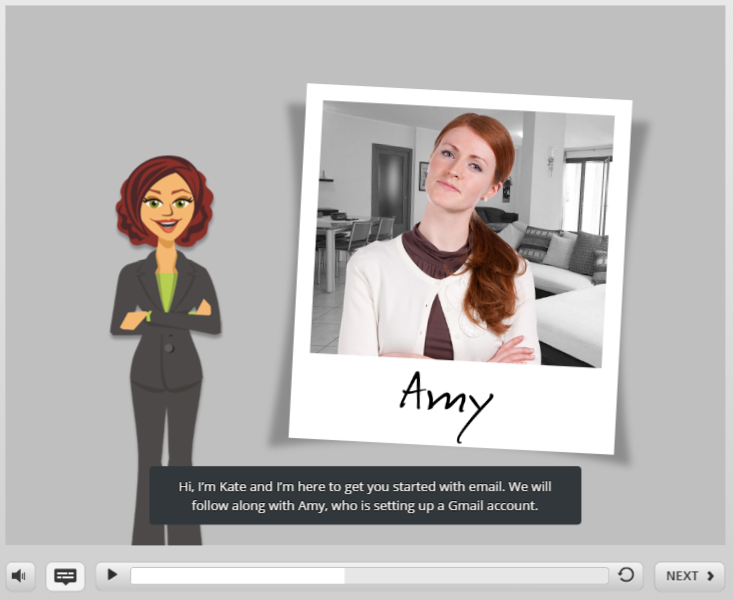 Amy
Hi, I'm Kate and I'm here to get you started with email. We will
follow along with Amy, who is setting up a Gmail account.
NEXT